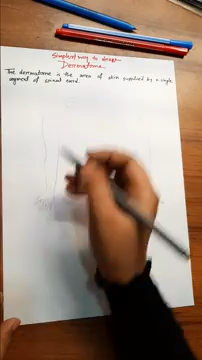 Simplest way to draw
Dermatome
The dermatome is the area of skin supplied by a single
segment of spinal cord.